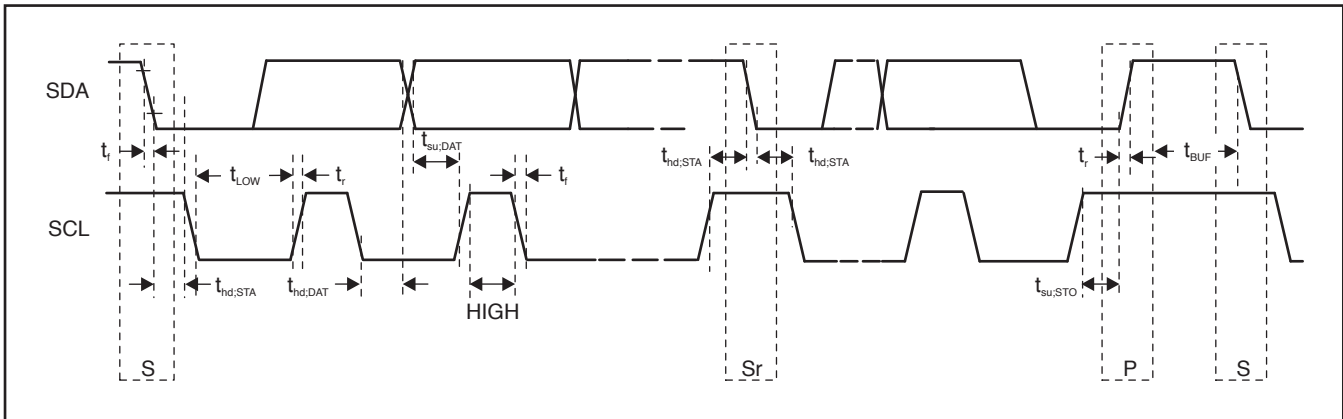 SDA
t_f
t_LOW
t_r
t_su;DAT
t_f
t_hd;STA
t_hd;STA
t_r
t_BUF
SCL
t_hd;STA
t_hd;DAT
HIGH
t_su;STO
S
Sr
P
S